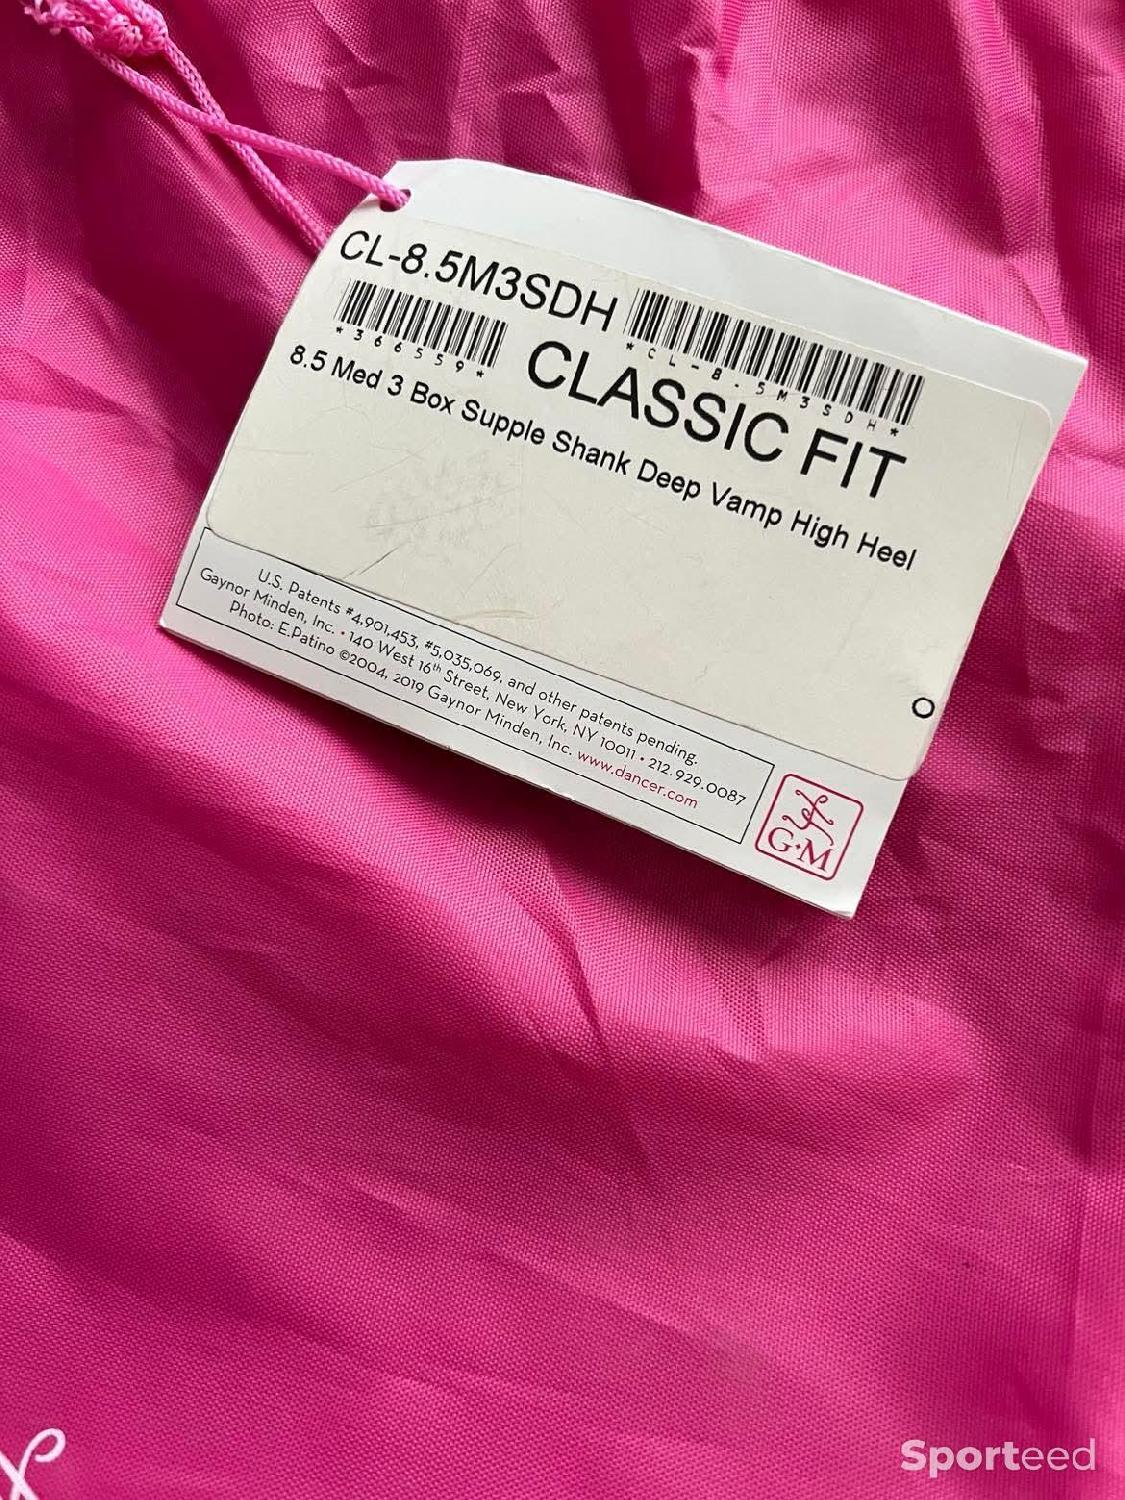 CL-8.5M3SDH
*CL-8.5M3SDH*
*366559*
CLASSIC FIT
8.5 Med 3 Box Supple Shank Deep Vamp High Heel
O
U.S. Patents #4,901,453, #5,035,069, and other patents pending.
Gaynor Minden, Inc. • 140 West 16th Street, New York, NY 10011 • 212.929.0087
Photo: E.Patino ©2004, 2019 Gaynor Minden, Inc. www.dancer.com
G•M
Sporteed